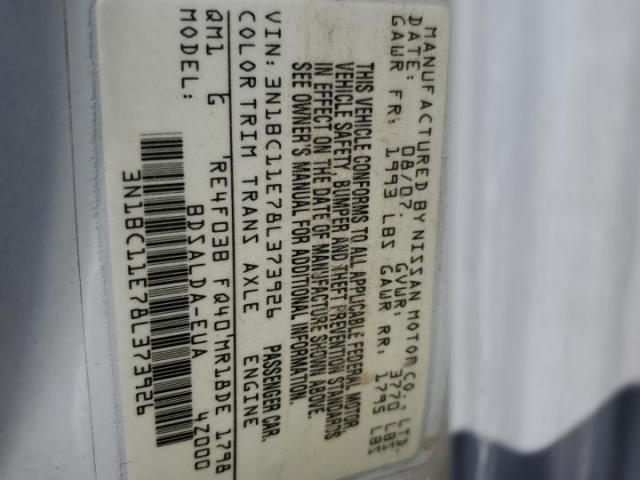 MANUFACTURED BY NISSAN MOTOR CO., LTD.
DATE: 08/07 GVWR: 3770 LBS
GAWR FR: 1993 LBS GAWR RR: 1795 LBS
THIS VEHICLE CONFORMS TO ALL APPLICABLE FEDERAL MOTOR
VEHICLE SAFETY, BUMPER AND THEFT PREVENTION STANDARDS
IN EFFECT ON THE DATE OF MANUFACTURE SHOWN ABOVE.
SEE OWNER'S MANUAL FOR ADDITIONAL INFORMATION.
VIN: 3N1BC11E78L373926 PASSENGER CAR
COLOR TRIM TRANS AXLE ENGINE
QM1 G RE4F03B FQ40 MR18DE 1798
MODEL: BDSALDA-EUA 4Z000
3N1BC11E78L373926